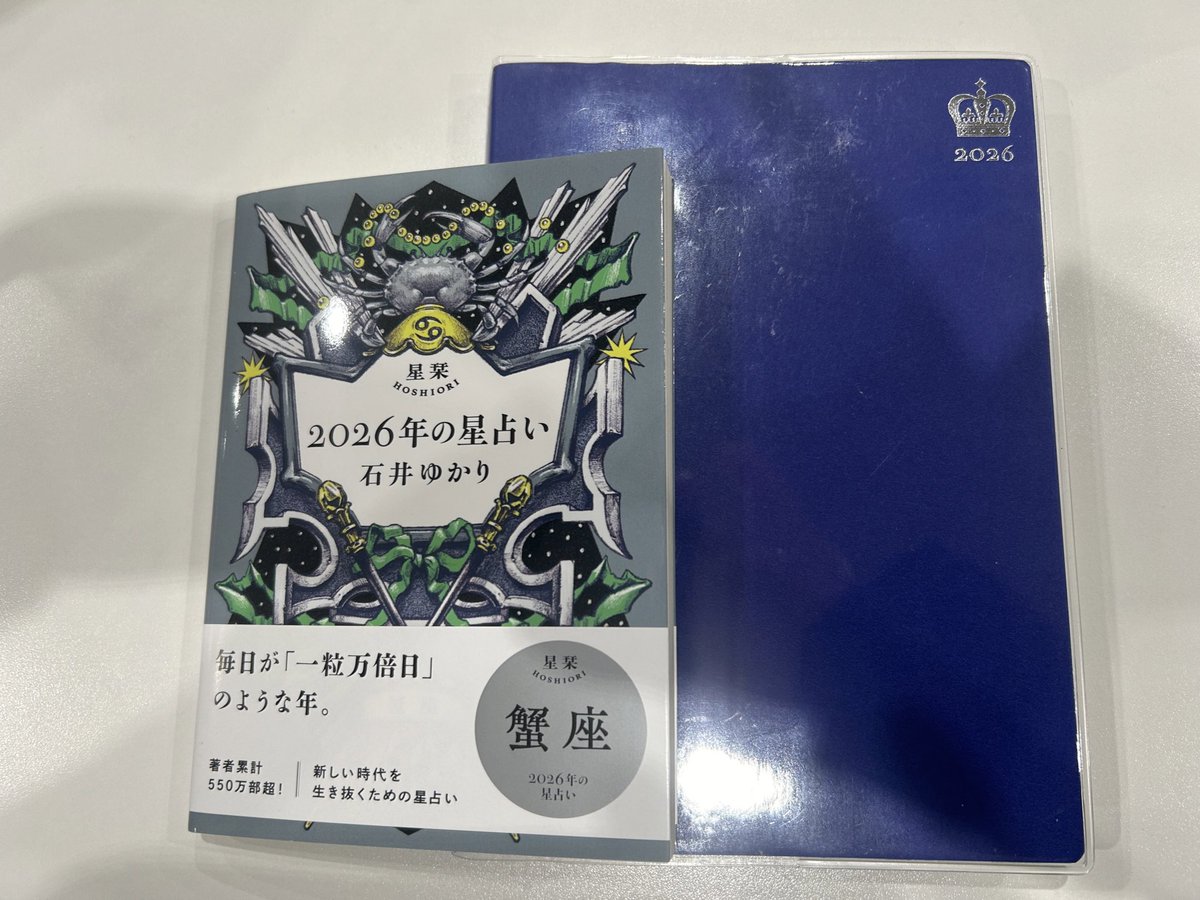 星栞
HOSHIORI
2026年の星占い
石井ゆかり
毎日が「一粒万倍日」
のような年。
著者累計
550万部超!
新しい時代を
生き抜くための星占い
星栞
HOSHIORI
蟹座
2026年の
星占い
2026